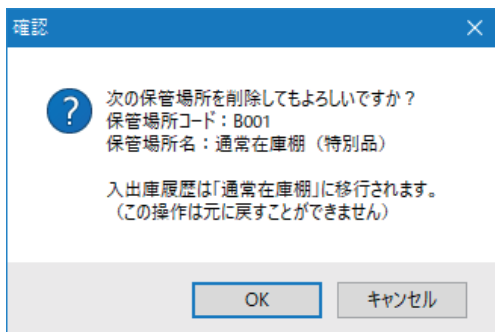 確認
次の保管場所を削除してもよろしいですか？
保管場所コード：B001
保管場所名：通常在庫棚（特別品）
入出庫履歴は「通常在庫棚」に移行されます。
（この操作は元に戻すことができません）
OK
キャンセル